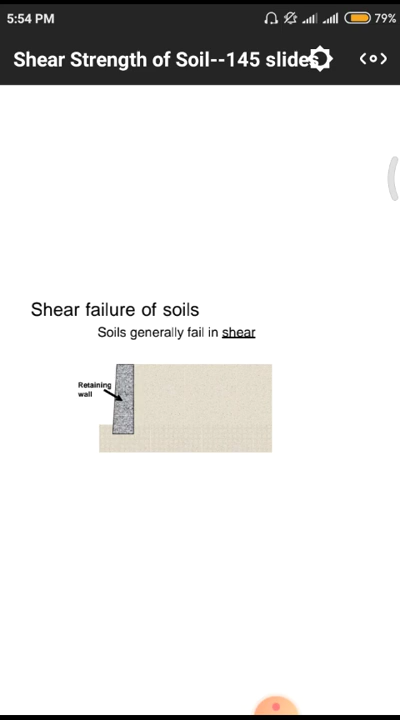 5:54 PM
79%
Shear Strength of Soil--145 slides
Shear failure of soils
Soils generally fail in shear
Retaining
wall